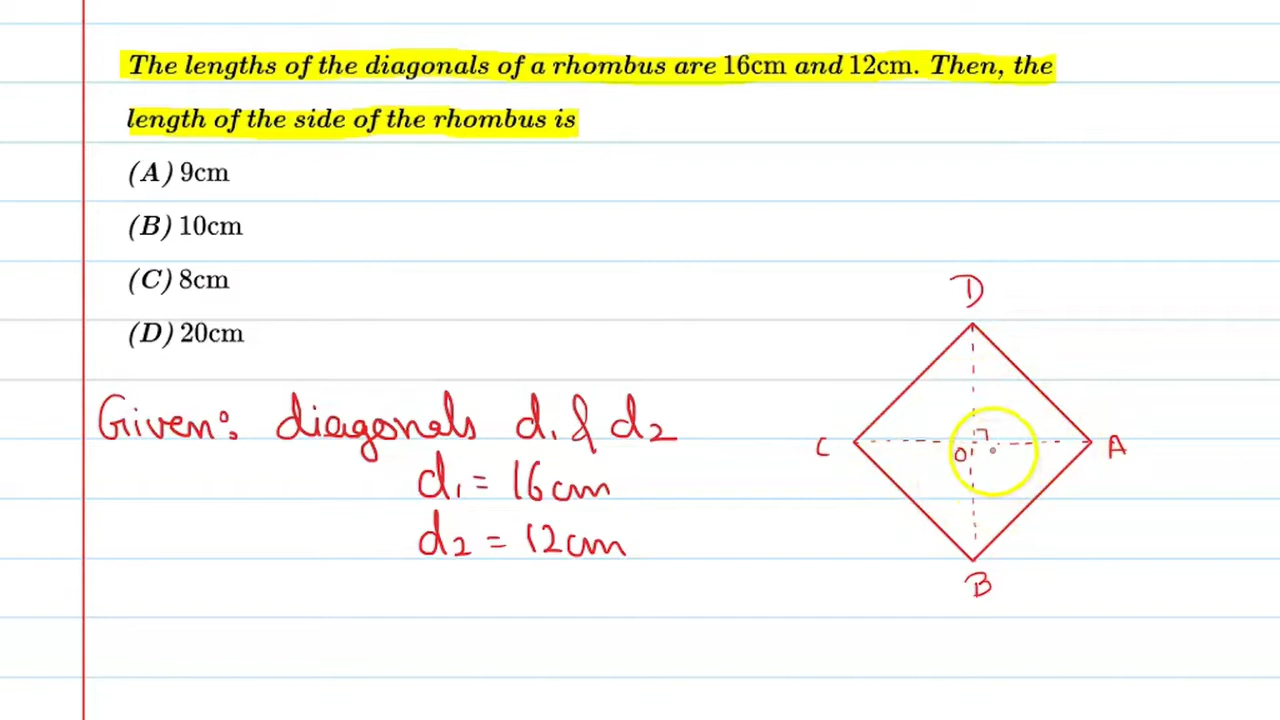 The lengths of the diagonals of a rhombus are 16cm and 12cm. Then, the
length of the side of the rhombus is
(A) 9cm
(B) 10cm
(C) 8cm
(D) 20cm
D
Given: diagonals d1 & d2
C
O
A
d1 = 16cm
d2 = 12cm
B